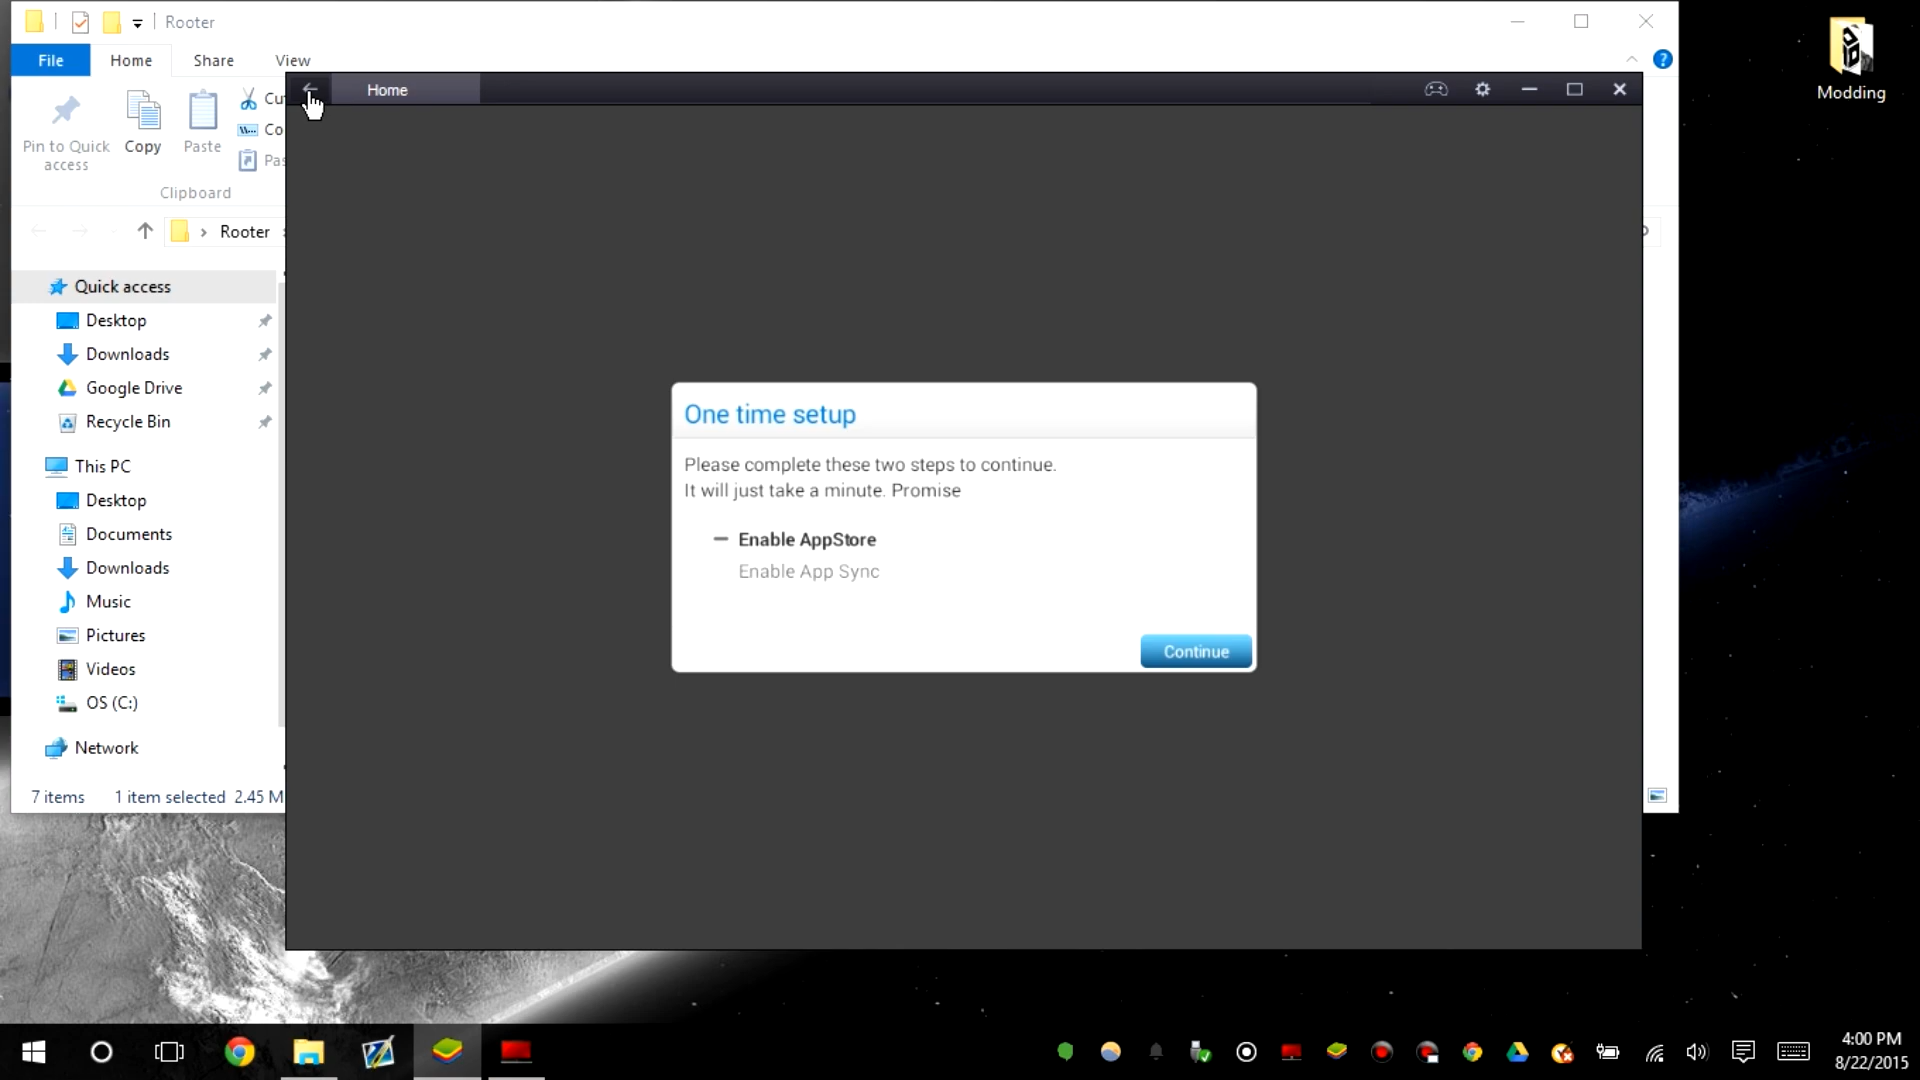 Rooter
File
Home
Share
View
Pin to Quick
access
Copy
Paste
Cu
Co
Pas
Clipboard
Rooter
Quick access
Desktop
Downloads
Google Drive
Recycle Bin
This PC
Desktop
Documents
Downloads
Music
Pictures
Videos
OS (C:)
Network
7 items 1 item selected 2.45 M
Home
One time setup
Please complete these two steps to continue.
It will just take a minute. Promise
Enable AppStore
Enable App Sync
Continue
Modding
4:00 PM
8/22/2015